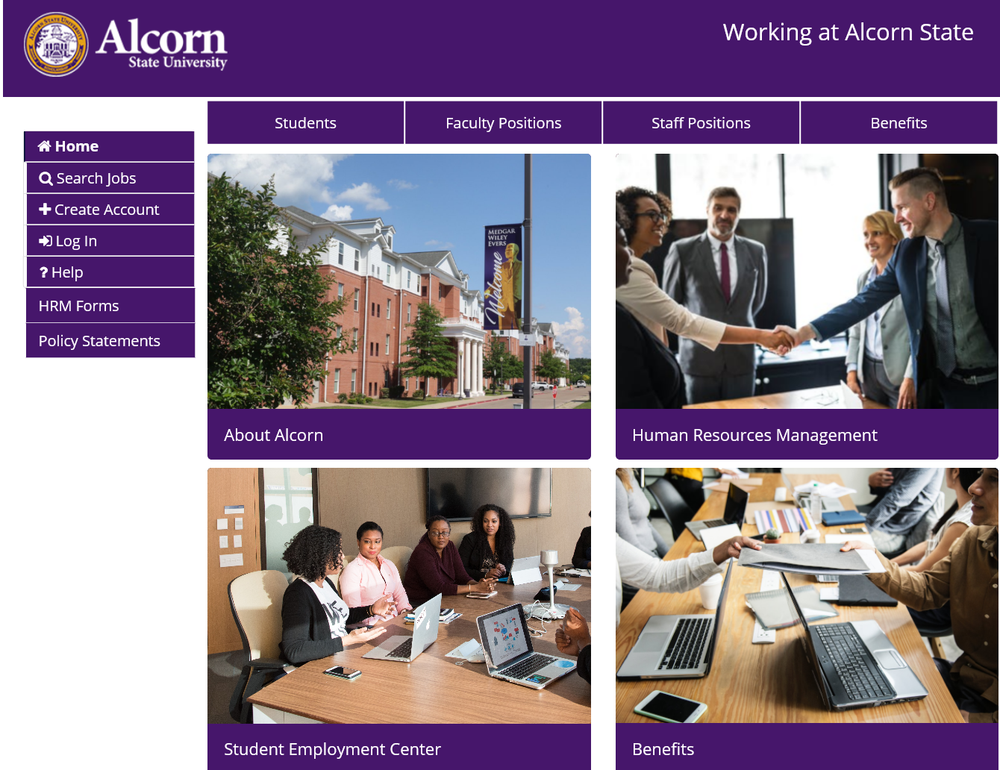 Alcorn
State University
Working at Alcorn State
Students
Faculty Positions
Staff Positions
Benefits
Home
Search Jobs
Create Account
Log In
? Help
HRM Forms
Policy Statements
MEDGAR
WILEY
EVERS
Welcome
About Alcorn
Human Resources Management
Student Employment Center
Benefits